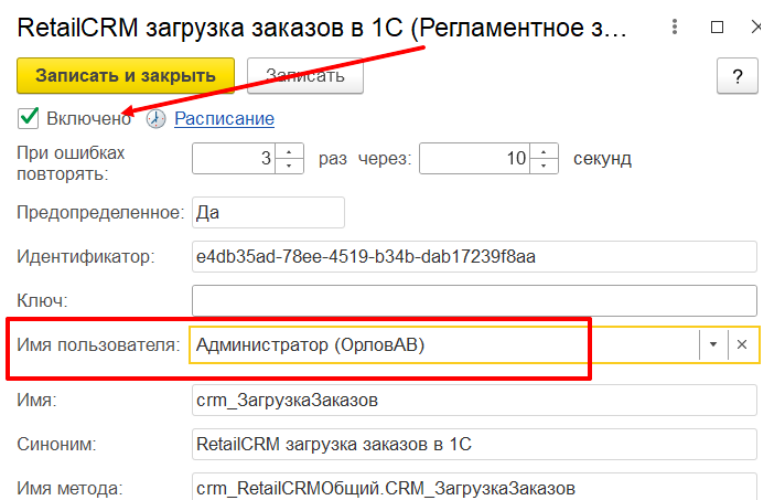 RetailCRM загрузка заказов в 1С (Регламентное з...
Записать и закрыть Записать ?
Включено Расписание
При ошибках повторять: 3 раз через: 10 секунд
Предопределенное: Да
Идентификатор: e4db35ad-78ee-4519-b34b-dab17239f8aa
Ключ:
Имя пользователя: Администратор (ОрловАВ)
Имя: crm_ЗагрузкаЗаказов
Синоним: RetailCRM загрузка заказов в 1С
Имя метода: crm_RetailCRMОбщий.CRM_ЗагрузкаЗаказов